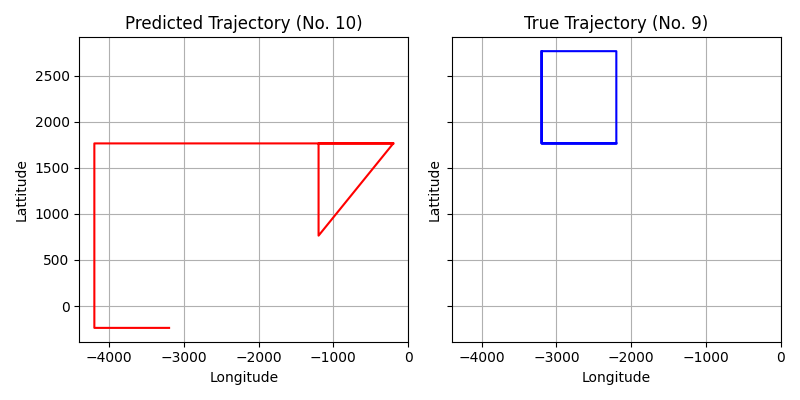 Predicted Trajectory (No. 10)
True Trajectory (No. 9)
2500
2000
1500
1000
500
0
Lattitude
Lattitude
−4000 −3000 −2000 −1000 0
−4000 −3000 −2000 −1000 0
Longitude
Longitude